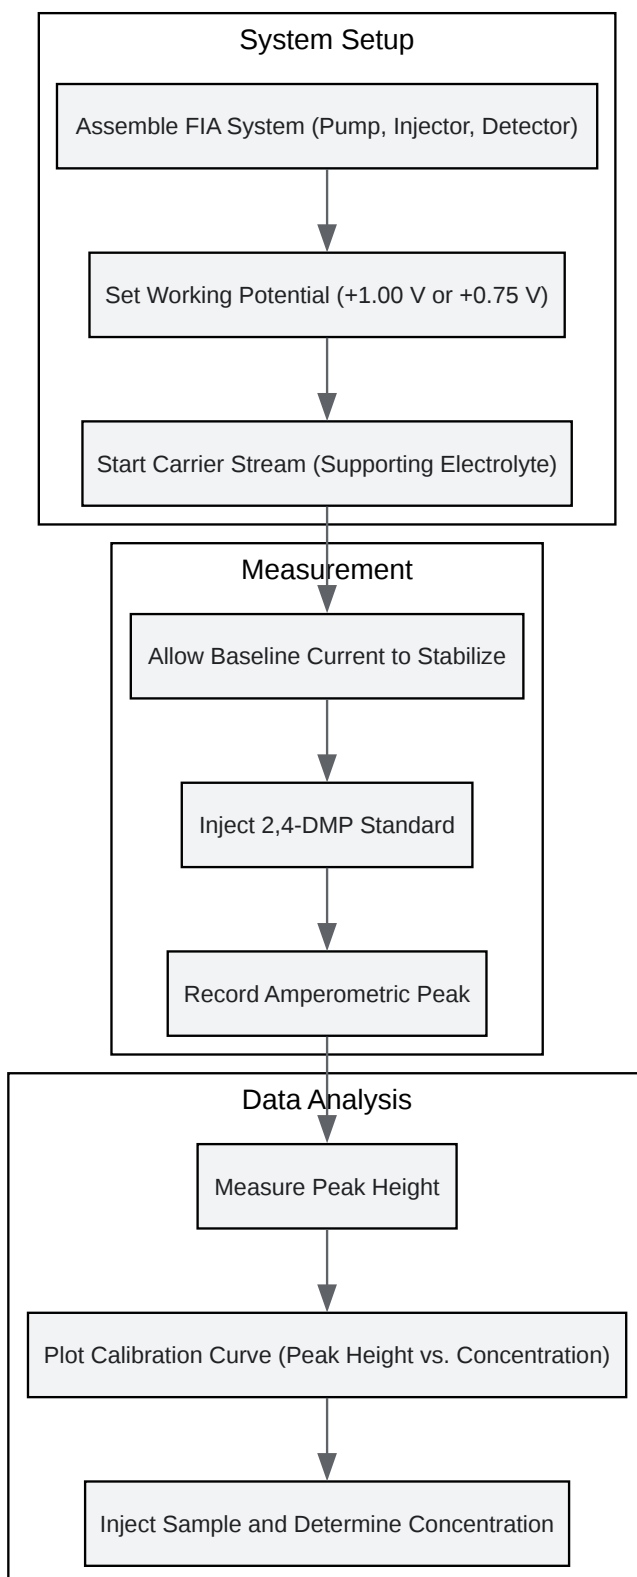 System Setup
Assemble FIA System (Pump, Injector, Detector)
Set Working Potential (+1.00 V or +0.75 V)
Start Carrier Stream (Supporting Electrolyte)
Measurement
Allow Baseline Current to Stabilize
Inject 2,4-DMP Standard
Record Amperometric Peak
Data Analysis
Measure Peak Height
Plot Calibration Curve (Peak Height vs. Concentration)
Inject Sample and Determine Concentration